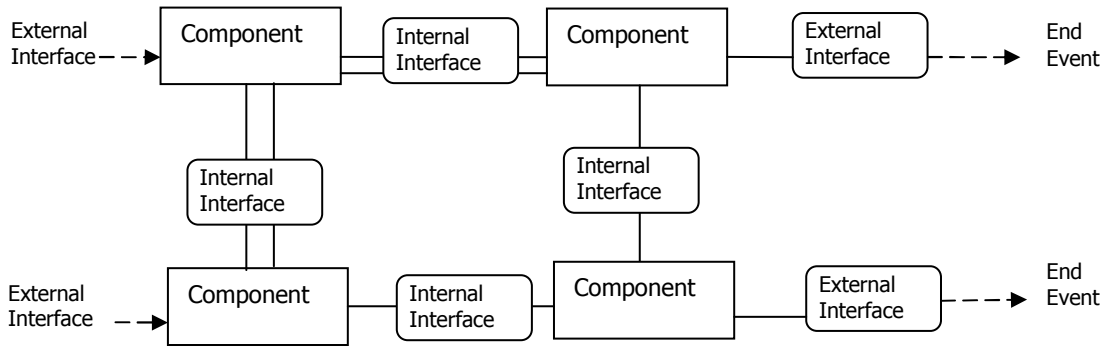 External
Interface
Component
Internal
Interface
Component
External
Interface
End
Event
Internal
Interface
Internal
Interface
External
Interface
Component
Internal
Interface
Component
External
Interface
End
Event